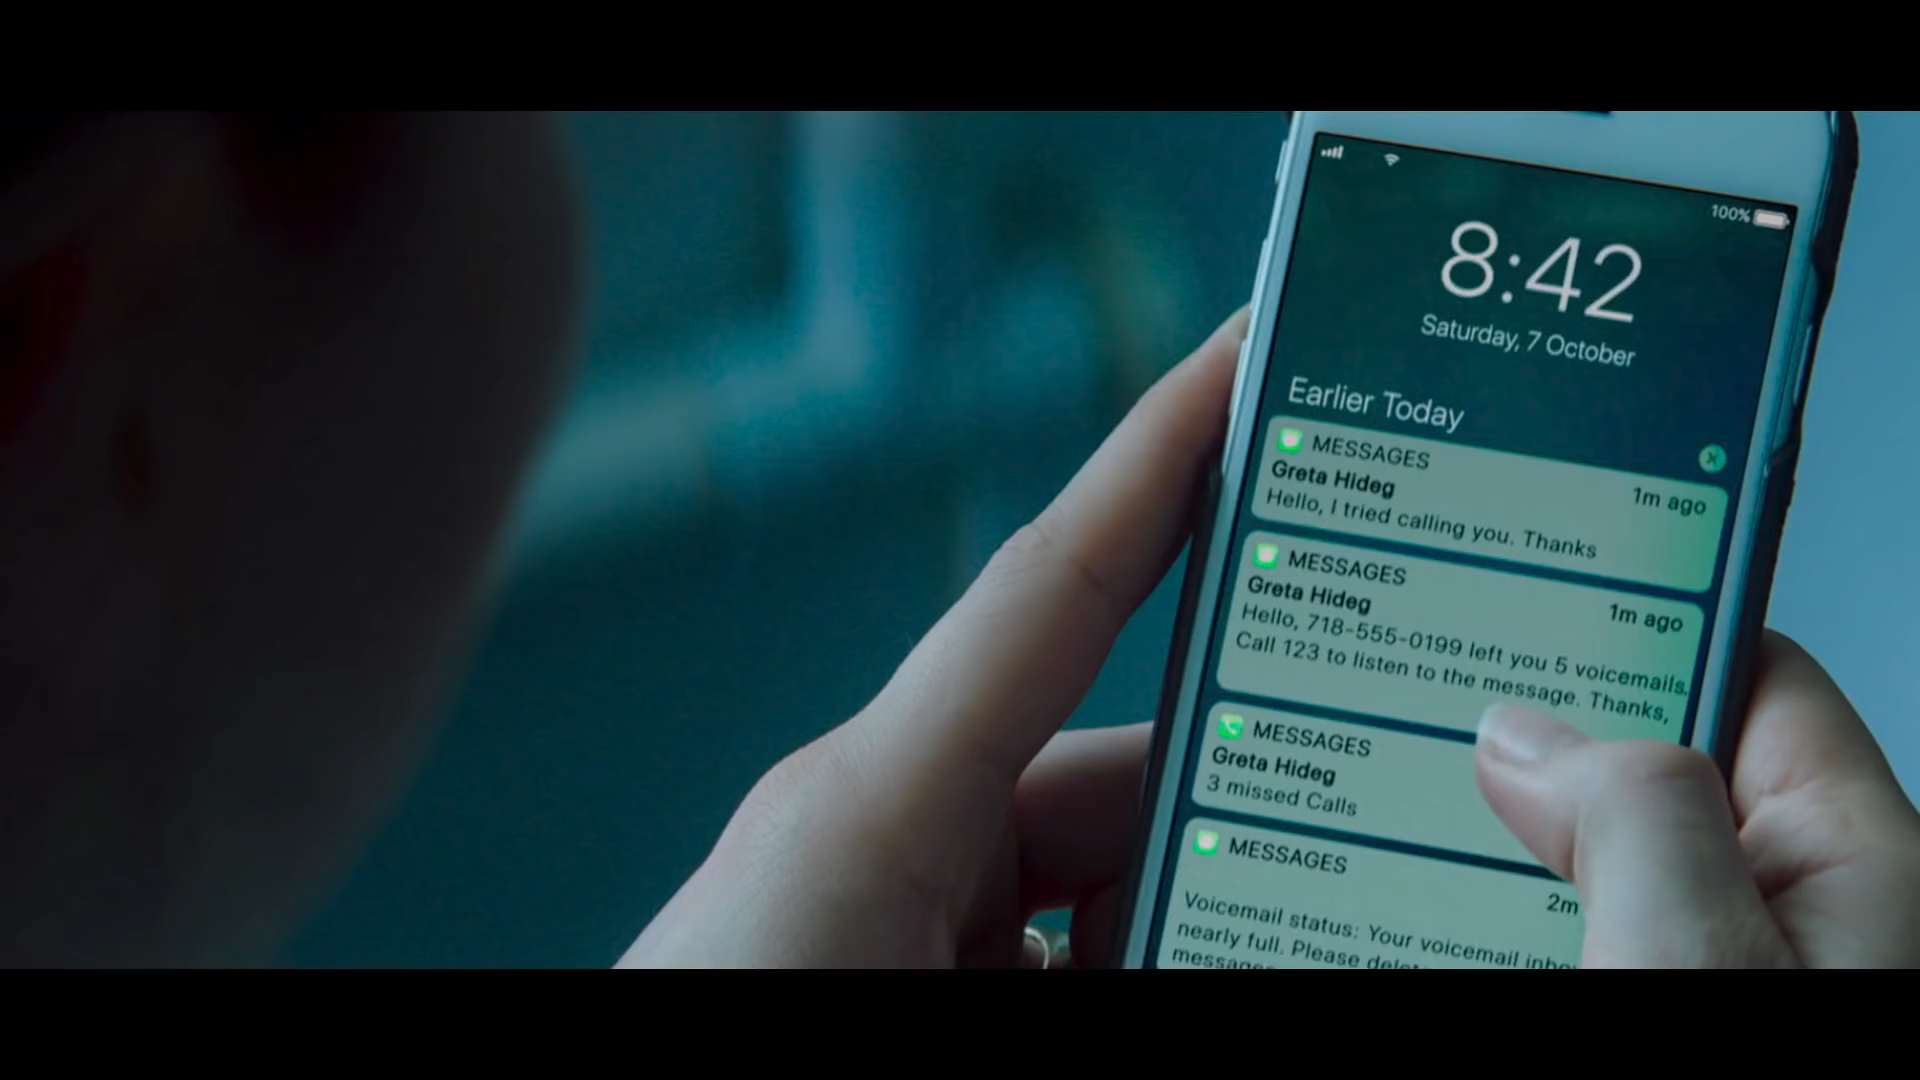 100%
8:42
Saturday, 7 October
Earlier Today
MESSAGES
1m ago
Greta Hideg
Hello, I tried calling you. Thanks
MESSAGES
1m ago
Greta Hideg
Hello, 718-555-0199 left you 5 voicemails.
Call 123 to listen to the message. Thanks,
MESSAGES
Greta Hideg
3 missed Calls
MESSAGES
2m
Voicemail status: Your voicemail
nearly full. Please